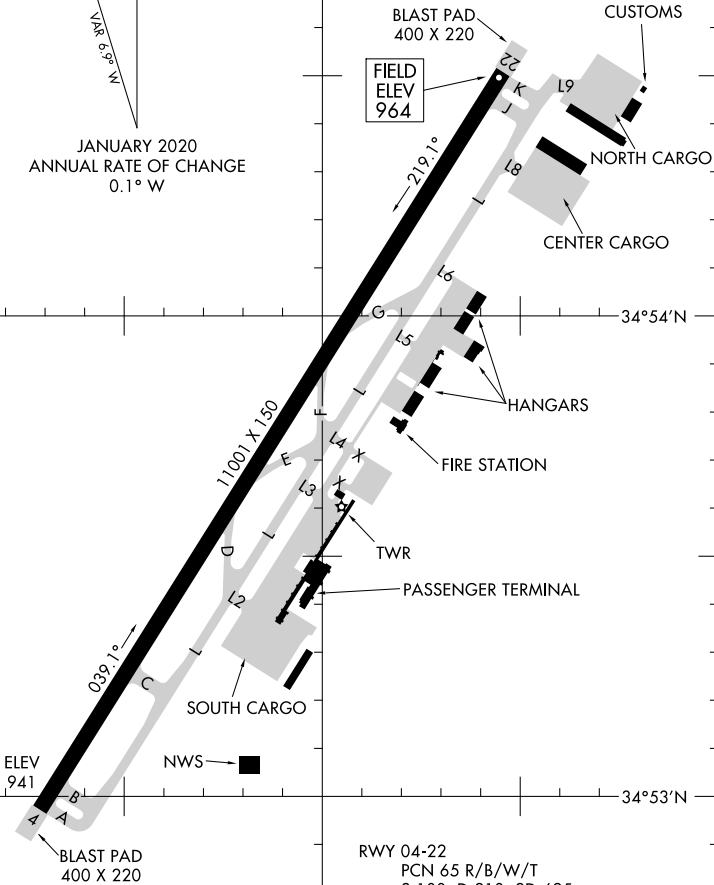 BLAST PAD
400 X 220
CUSTOMS
VAR 6.9° W
22
FIELD
ELEV
964
K
L9
J
JANUARY 2020
ANNUAL RATE OF CHANGE
0.1° W
219.1°
NORTH CARGO
L8
L
CENTER CARGO
L6
G
34°54'N
L5
L
HANGARS
F
11001 X 150
L4
X
E
FIRE STATION
L3
X
L
D
TWR
PASSENGER TERMINAL
L2
039.1°
L
C
SOUTH CARGO
ELEV
941
NWS
B
A
4
34°53'N
BLAST PAD
400 X 220
RWY 04-22
PCN 65 R/B/W/T